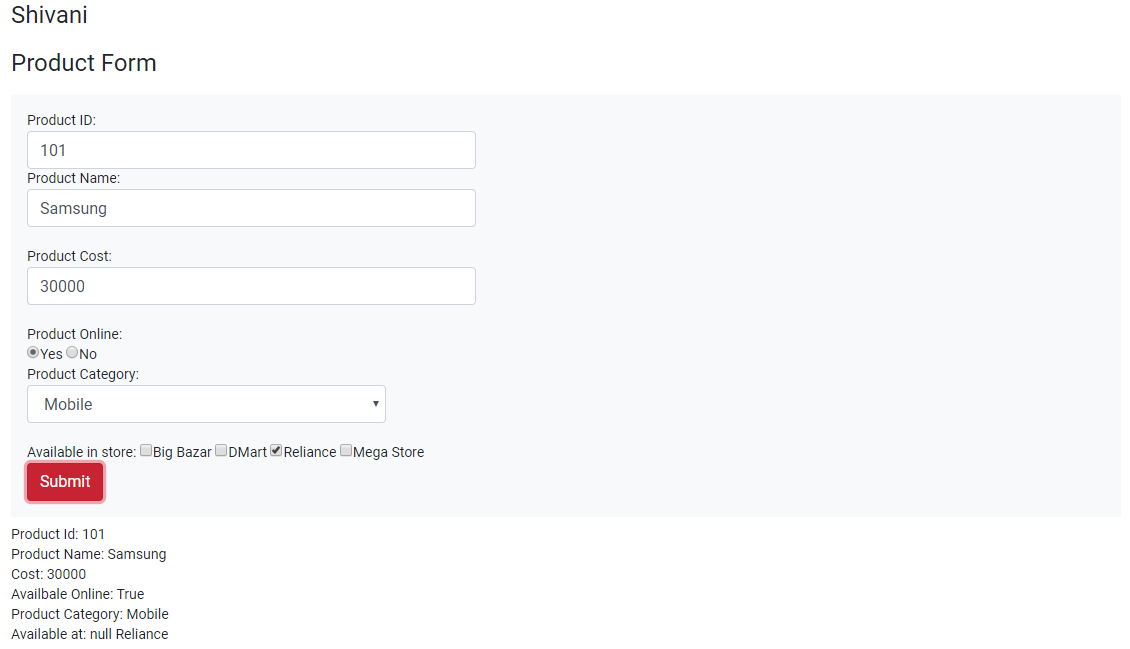 Shivani
Product Form
Product ID:
101
Product Name:
Samsung
Product Cost:
30000
Product Online:
Yes No
Product Category:
Mobile
Available in store: Big Bazar DMart Reliance Mega Store
Submit
Product Id: 101
Product Name: Samsung
Cost: 30000
Availbale Online: True
Product Category: Mobile
Available at: null Reliance